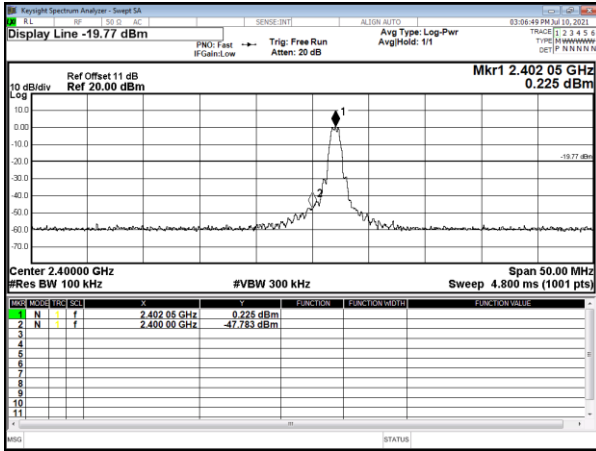 Keysight Spectrum Analyzer - Swept SA
RL RF 50 Ω AC SENSE:INT ALIGN AUTO 03:06:49 PM Jul 10, 2021
Display Line -19.77 dBm
PNO: Fast Trig: Free Run Avg Type: Log-Pwr TRACE 1 2 3 4 5 6
IFGain:Low Atten: 20 dB Avg|Hold: 1/1 TYPE M WWWWW
DET P N N N N N
Mkr1 2.402 05 GHz
0.225 dBm
Ref Offset 11 dB
10 dB/div Ref 20.00 dBm
Log
10.0
0.00
-10.0
-20.0
-30.0
-40.0
-50.0
-60.0
-70.0
1
-19.77 dBm
2
Center 2.40000 GHz Span 50.00 MHz
#Res BW 100 kHz #VBW 300 kHz Sweep 4.800 ms (1001 pts)
MKR MODE TRC SCL X Y FUNCTION FUNCTION WIDTH FUNCTION VALUE
1 N 1 f 2.402 05 GHz 0.225 dBm
2 N 1 f 2.400 00 GHz -47.783 dBm
3
4
5
6
7
8
9
10
11
MSG STATUS